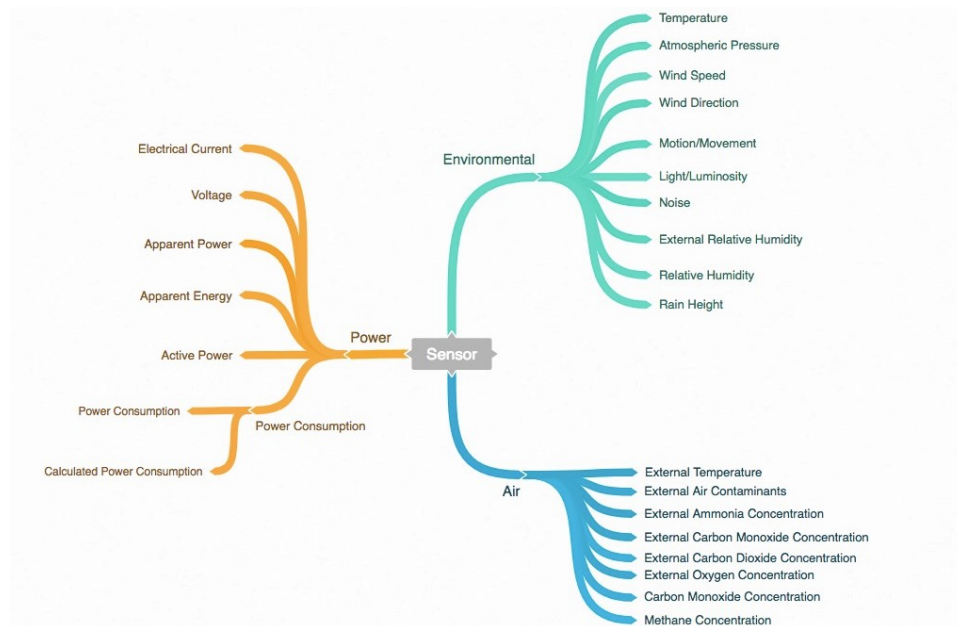 Temperature
Atmospheric Pressure
Wind Speed
Wind Direction
Motion/Movement
Environmental
Light/Luminosity
Noise
External Relative Humidity
Relative Humidity
Rain Height
Electrical Current
Voltage
Apparent Power
Apparent Energy
Power
Active Power
Sensor
Power Consumption
Power Consumption
Calculated Power Consumption
Air
External Temperature
External Air Contaminants
External Ammonia Concentration
External Carbon Monoxide Concentration
External Carbon Dioxide Concentration
External Oxygen Concentration
Carbon Monoxide Concentration
Methane Concentration